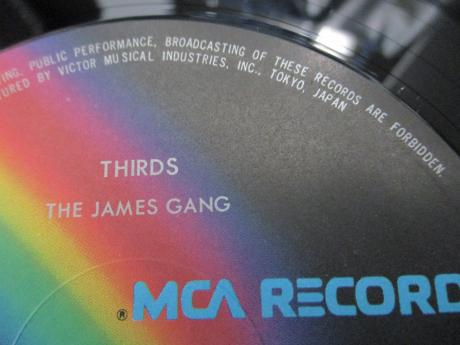 ING, PUBLIC PERFORMANCE, BROADCASTING OF THESE RECORDS ARE FORBIDDEN.
TURED BY VICTOR MUSICAL INDUSTRIES, INC., TOKYO, JAPAN
THIRDS
THE JAMES GANG
® MCA RECORD